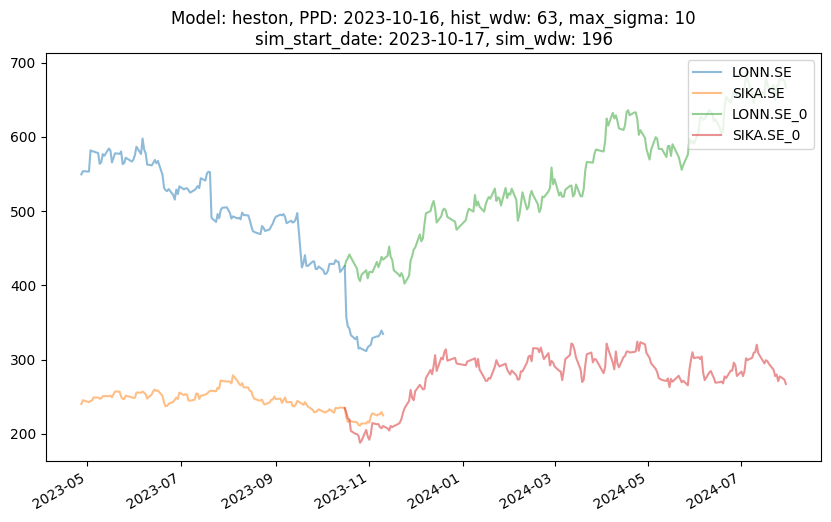 Model: heston, PPD: 2023-10-16, hist_wdw: 63, max_sigma: 10
sim_start_date: 2023-10-17, sim_wdw: 196
700
600
500
400
300
200
LONN.SE
SIKA.SE
LONN.SE_0
SIKA.SE_0
2023-05
2023-07
2023-09
2023-11
2024-01
2024-03
2024-05
2024-07